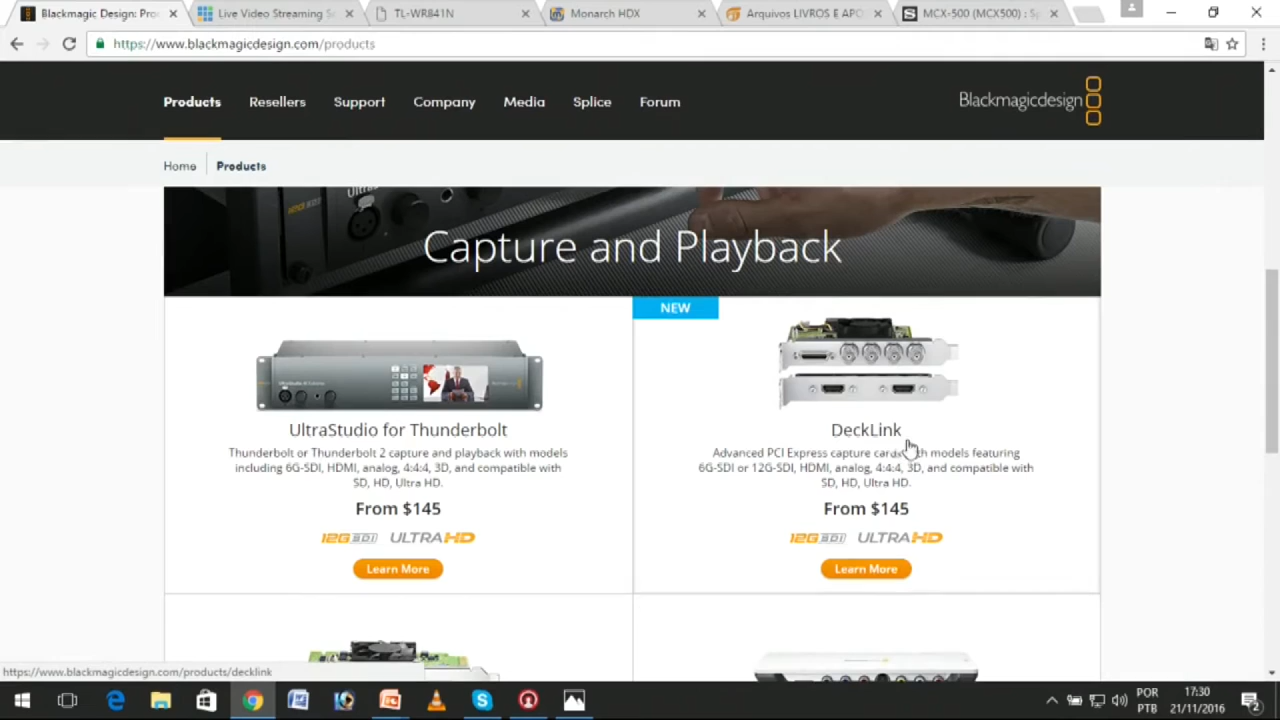 Blackmagic Design: Pro
Live Video Streaming S
TL-WR841N
Monarch HDX
Arquivos LIVROS E APO
MCX-500 (MCX500) : S
https://www.blackmagicdesign.com/products
Products
Resellers
Support
Company
Media
Splice
Forum
Blackmagicdesign
Home
Products
Capture and Playback
NEW
UltraStudio for Thunderbolt
Thunderbolt or Thunderbolt 2 capture and playback with models
including 6G-SDI, HDMI, analog, 4:4:4, 3D, and compatible with
SD, HD, Ultra HD.
From $145
12G SDI ULTRA HD
Learn More
DeckLink
Advanced PCI Express capture cards with models featuring
6G-SDI or 12G-SDI, HDMI, analog, 4:4:4, 3D, and compatible with
SD, HD, Ultra HD.
From $145
12G SDI ULTRA HD
Learn More
https://www.blackmagicdesign.com/products/decklink
POR
PTB
17:30
21/11/2016
2